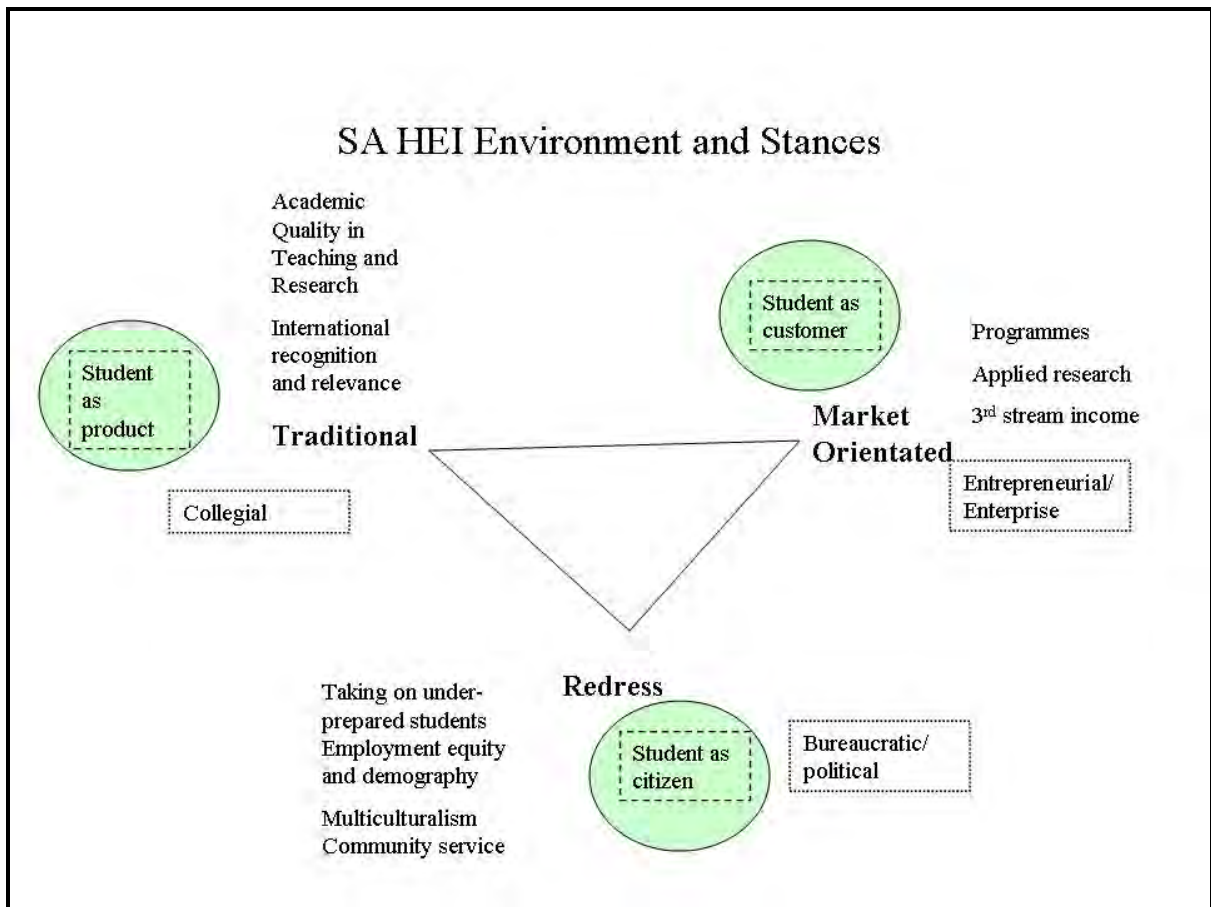 SA HEI Environment and Stances
Academic
Quality in
Teaching and
Research
International
recognition
and relevance
Traditional
Student
as
product
Collegial
Student as
customer
Market
Orientated
Programmes
Applied research
3rd stream income
Entrepreneurial/
Enterprise
Redress
Taking on under-
prepared students
Employment equity
and demography
Multiculturalism
Community service
Student as
citizen
Bureaucratic/
political